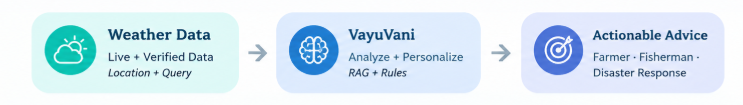 Weather Data
Live + Verified Data
Location + Query
VayuVani
Analyze + Personalize
RAG + Rules
Actionable Advice
Farmer · Fisherman ·
Disaster Response